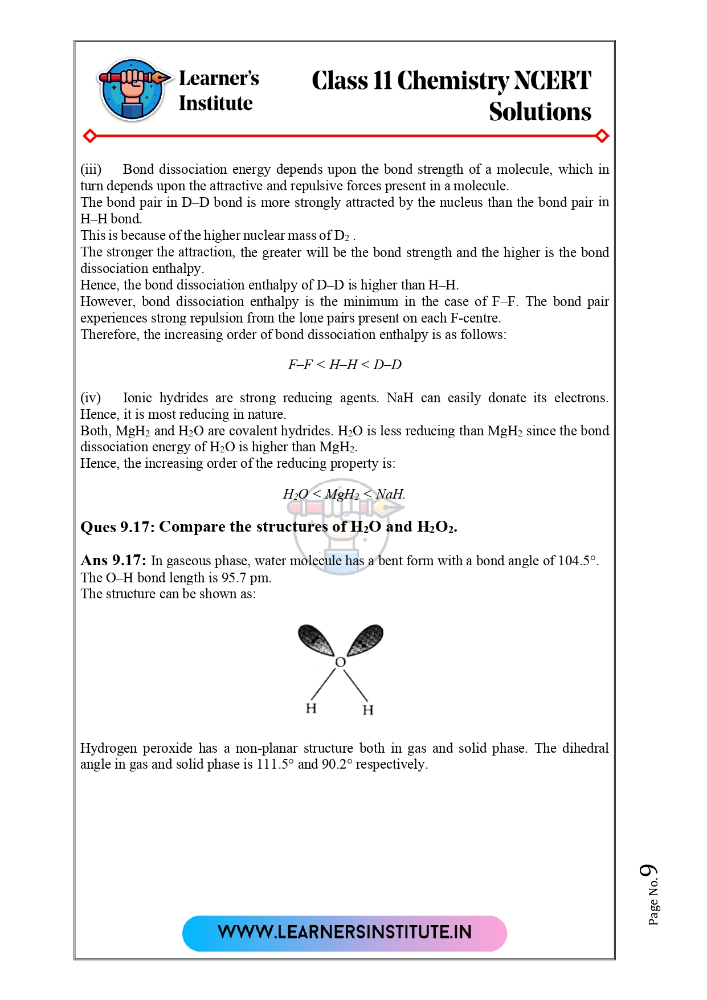 Learner's
Institute
Class 11 Chemistry NCERT
Solutions
(iii) Bond dissociation energy depends upon the bond strength of a molecule, which in
turn depends upon the attractive and repulsive forces present in a molecule.
The bond pair in D–D bond is more strongly attracted by the nucleus than the bond pair in
H–H bond.
This is because of the higher nuclear mass of D₂ .
The stronger the attraction, the greater will be the bond strength and the higher is the bond
dissociation enthalpy.
Hence, the bond dissociation enthalpy of D–D is higher than H–H.
However, bond dissociation enthalpy is the minimum in the case of F–F. The bond pair
experiences strong repulsion from the lone pairs present on each F-centre.
Therefore, the increasing order of bond dissociation enthalpy is as follows:
F–F < H–H < D–D
(iv) Ionic hydrides are strong reducing agents. NaH can easily donate its electrons.
Hence, it is most reducing in nature.
Both, MgH₂ and H₂O are covalent hydrides. H₂O is less reducing than MgH₂ since the bond
dissociation energy of H₂O is higher than MgH₂.
Hence, the increasing order of the reducing property is:
H₂O < MgH₂ < NaH.
Ques 9.17: Compare the structures of H₂O and H₂O₂.
Ans 9.17: In gaseous phase, water molecule has a bent form with a bond angle of 104.5°.
The O–H bond length is 95.7 pm.
The structure can be shown as:
O
H H
Hydrogen peroxide has a non-planar structure both in gas and solid phase. The dihedral
angle in gas and solid phase is 111.5° and 90.2° respectively.
Page No. 9
WWW.LEARNERSINSTITUTE.IN